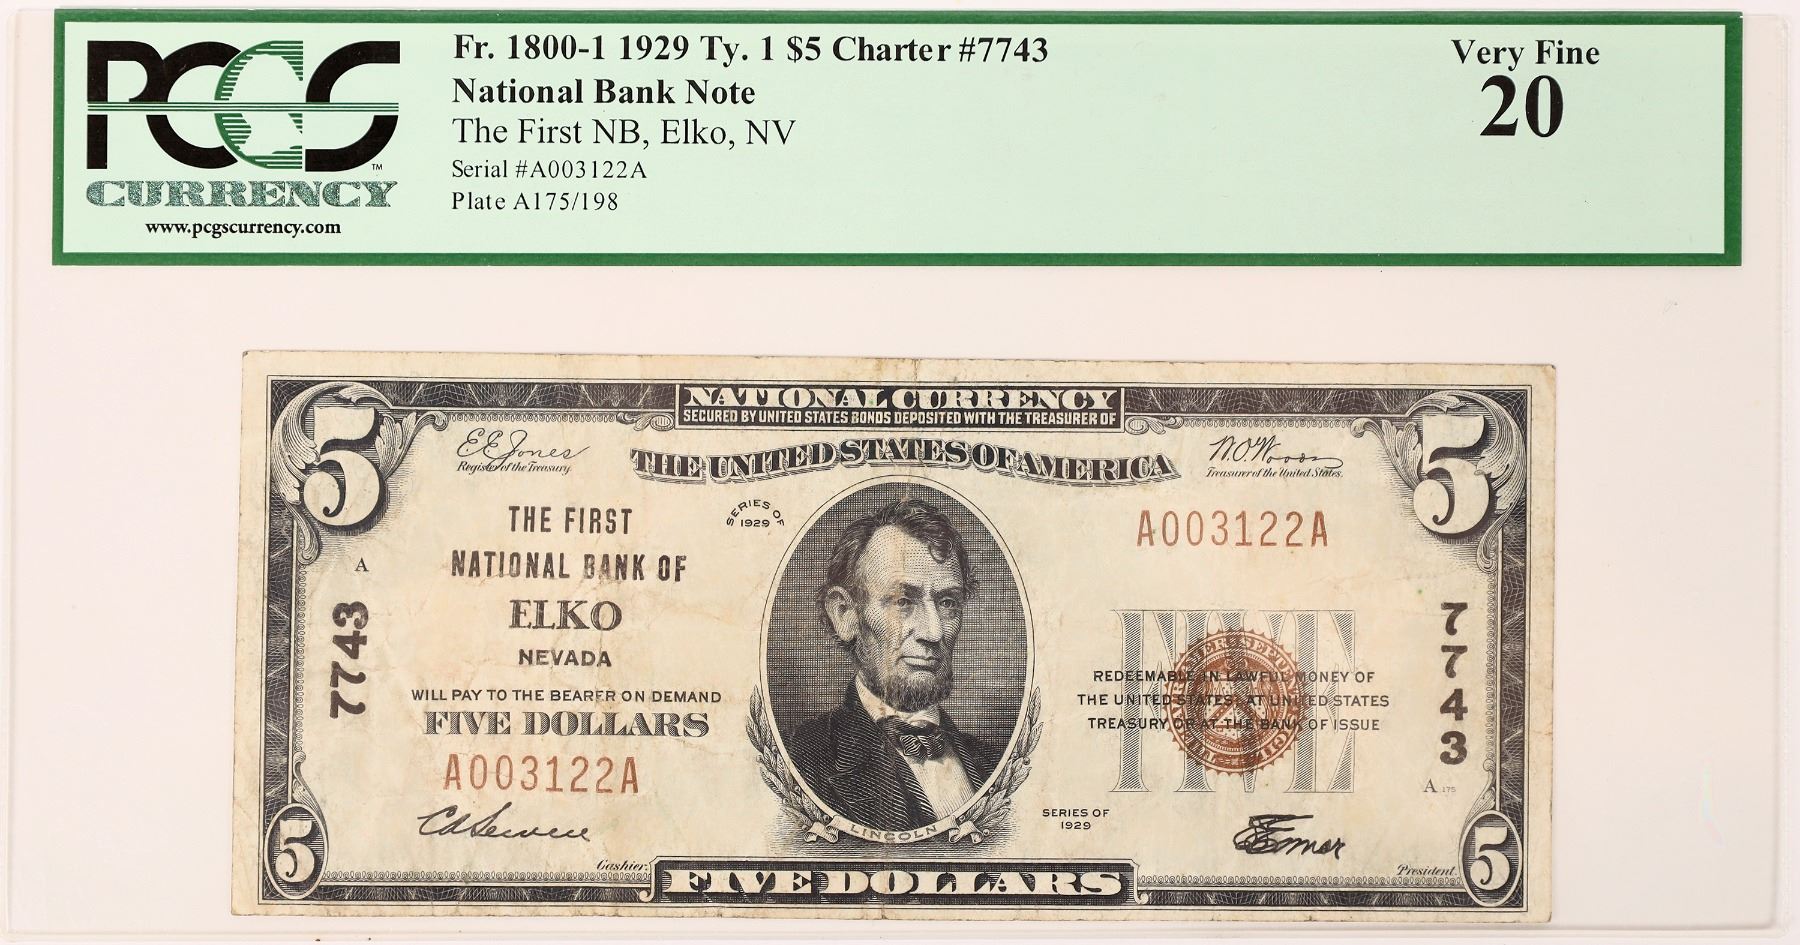 PCGS
™
CURRENCY
www.pcgscurrency.com
Fr. 1800-1 1929 Ty. 1 $5 Charter #7743
National Bank Note
The First NB, Elko, NV
Serial #A003122A
Plate A175/198
Very Fine
20
5
NATIONAL CURRENCY
SECURED BY UNITED STATES BONDS DEPOSITED WITH THE TREASURER OF
THE UNITED STATES OF AMERICA
5
E.E. Jones
Register of the Treasury.
W.O. Woods
Treasurer of the United States.
SERIES OF
1929
THE FIRST
NATIONAL BANK OF
ELKO
NEVADA
WILL PAY TO THE BEARER ON DEMAND
FIVE DOLLARS
A003122A
A
7743
A003122A
7743
FIVE
REDEEMABLE IN LAWFUL MONEY OF
THE UNITED STATES AT UNITED STATES
TREASURY OR AT THE BANK OF ISSUE
A 175
SERIES OF
1929
LINCOLN
Cashier.
President.
5
FIVE DOLLARS
5